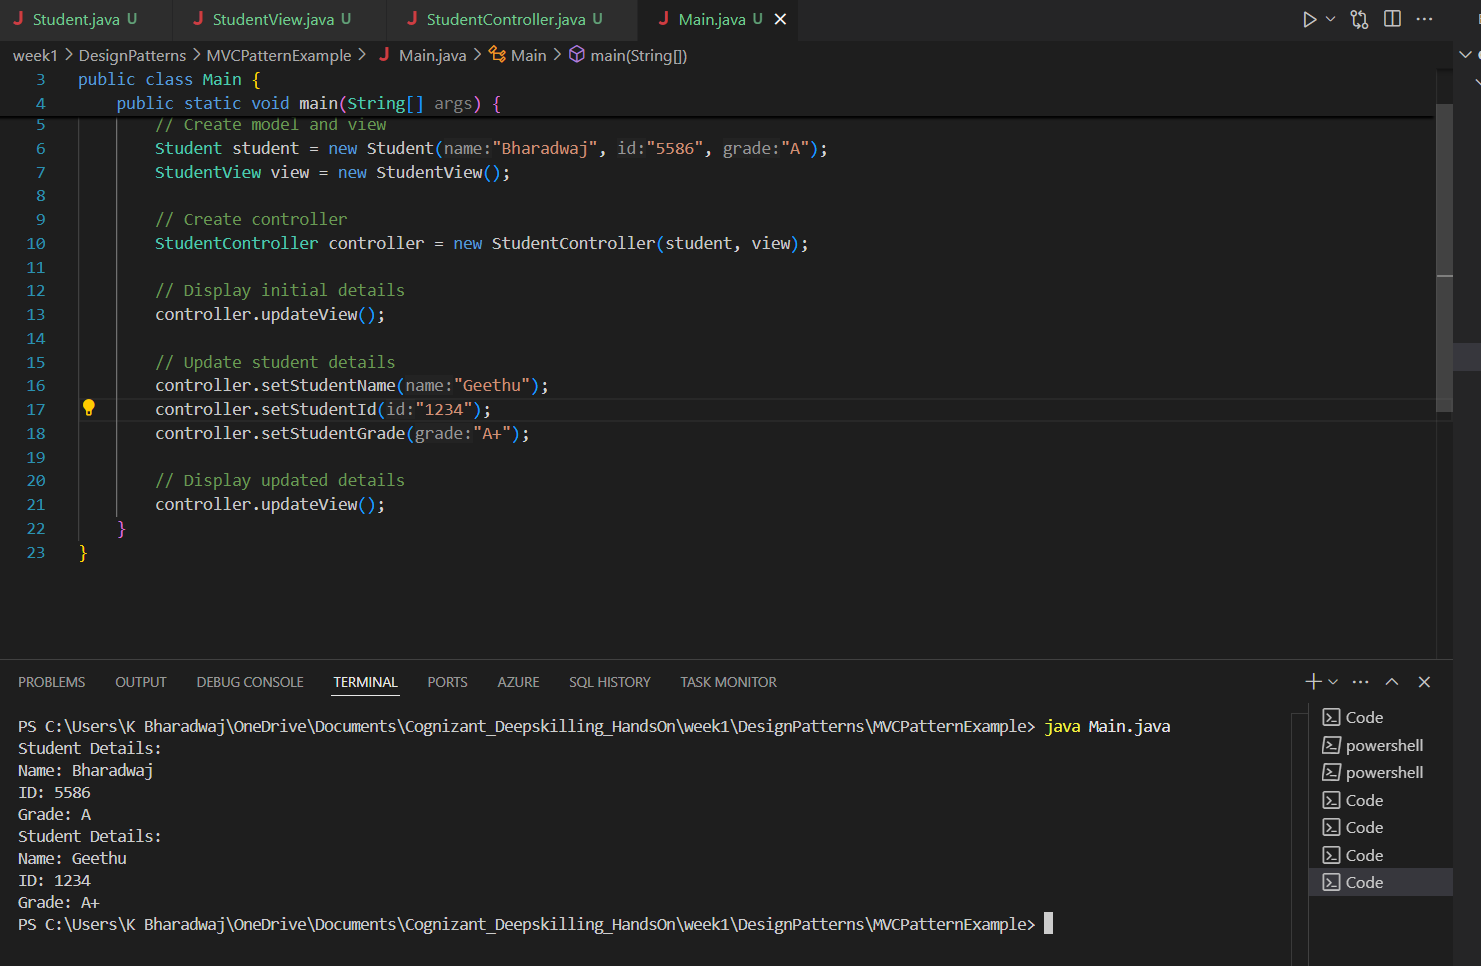 Student.java U StudentView.java U StudentController.java U Main.java U
week1 > DesignPatterns > MVCPatternExample > Main.java > Main > main(String[])
3 public class Main {
4 public static void main(String[] args) {
5 // Create model and view
6 Student student = new Student(name:"Bharadwaj", id:"5586", grade:"A");
7 StudentView view = new StudentView();
8
9 // Create controller
10 StudentController controller = new StudentController(student, view);
11
12 // Display initial details
13 controller.updateView();
14
15 // Update student details
16 controller.setStudentName(name:"Geethu");
17 controller.setStudentId(id:"1234");
18 controller.setStudentGrade(grade:"A+");
19
20 // Display updated details
21 controller.updateView();
22 }
23 }
PROBLEMS OUTPUT DEBUG CONSOLE TERMINAL PORTS AZURE SQL HISTORY TASK MONITOR
PS C:\Users\K Bharadwaj\OneDrive\Documents\Cognizant_Deepskilling_HandsOn\week1\DesignPatterns\MVCPatternExample> java Main.java
Student Details:
Name: Bharadwaj
ID: 5586
Grade: A
Student Details:
Name: Geethu
ID: 1234
Grade: A+
PS C:\Users\K Bharadwaj\OneDrive\Documents\Cognizant_Deepskilling_HandsOn\week1\DesignPatterns\MVCPatternExample>
Code
powershell
powershell
Code
Code
Code
Code